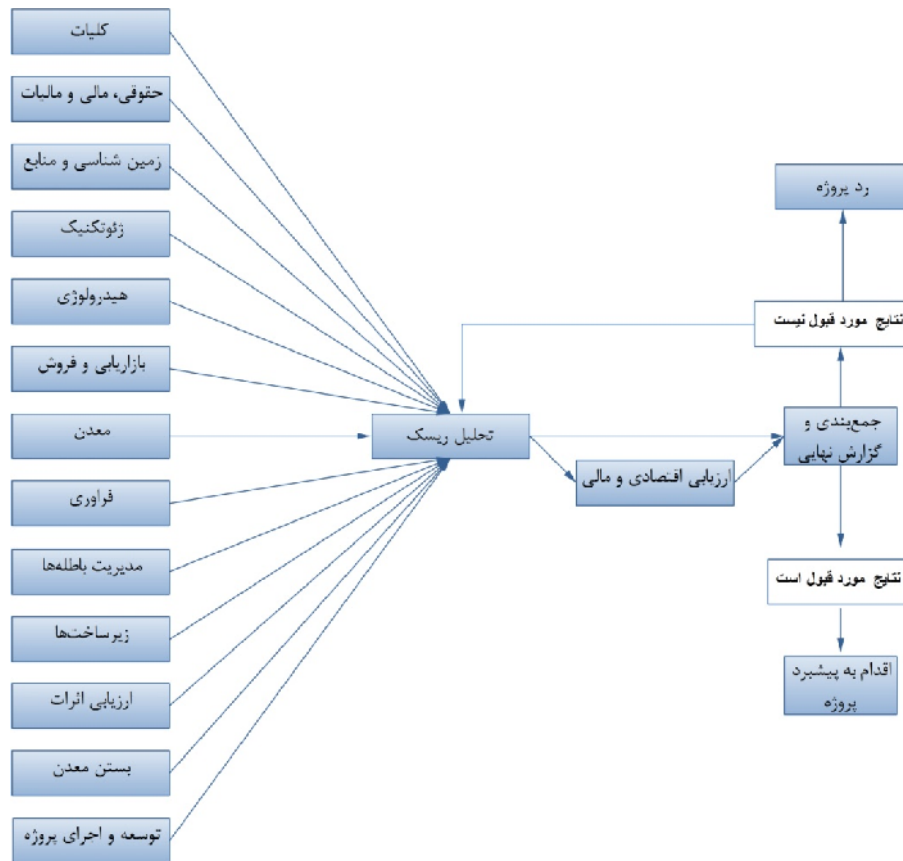 کلیات
حقوقی، مالی و مالیات
زمین شناسی و منابع
ژئوتکنیک
هیدرولوژی
بازاریابی و فروش
معدن
فراوری
مدیریت باطله‌ها
زیرساخت‌ها
ارزیابی اثرات
بستن معدن
توسعه و اجرای پروژه
تحلیل ریسک
ارزیابی اقتصادی و مالی
جمع‌بندی و
گزارش نهایی
نتایج مورد قبول نیست
رد پروژه
نتایج مورد قبول است
اقدام به پیشبرد
پروژه